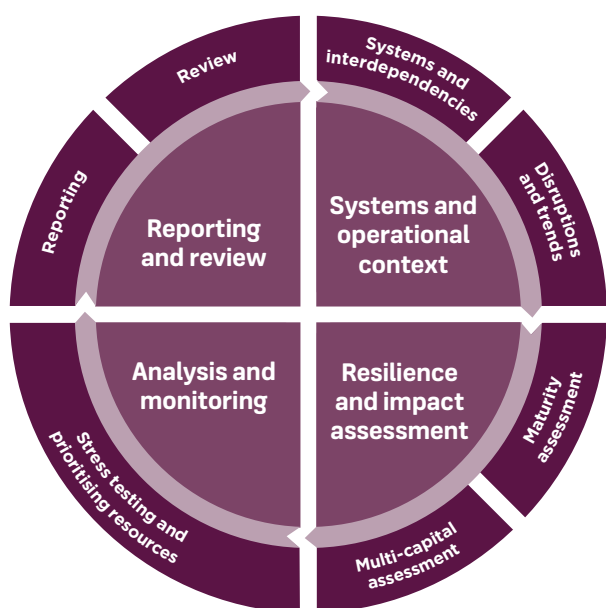 Systems and
interdependencies
Disruptions
and trends
Maturity
assessment
Multi-capital
assessment
Stress testing and
prioritising resources
Reporting
Review
Systems and
operational
context
Resilience
and impact
assessment
Analysis and
monitoring
Reporting
and review